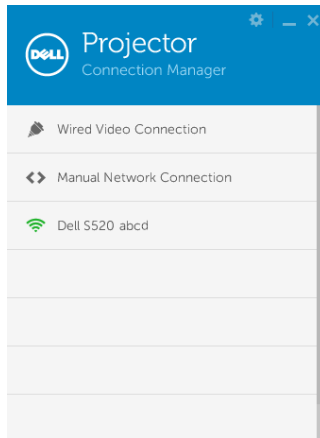 DELL
Projector
Connection Manager
Wired Video Connection
Manual Network Connection
Dell S520 abcd